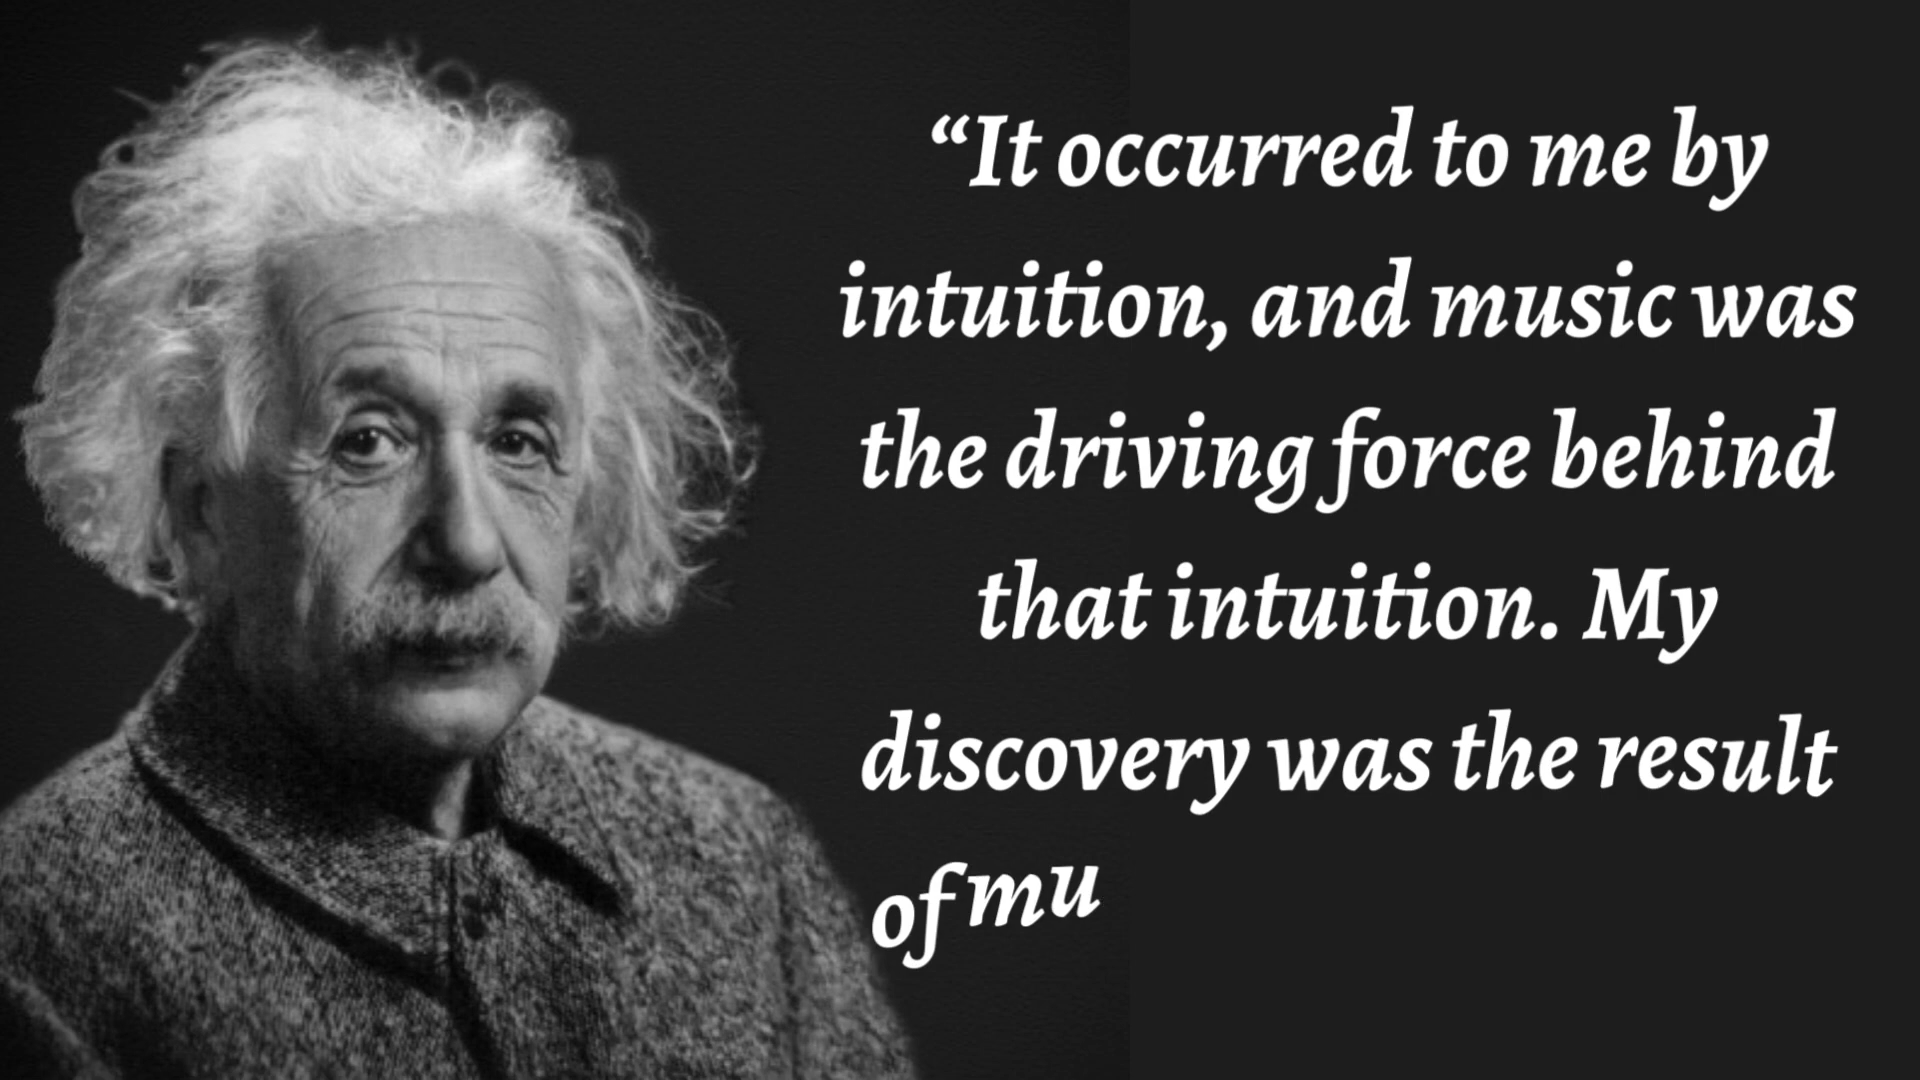 “It occurred to me by
intuition, and music was
the driving force behind
that intuition. My
discovery was the result
of mu